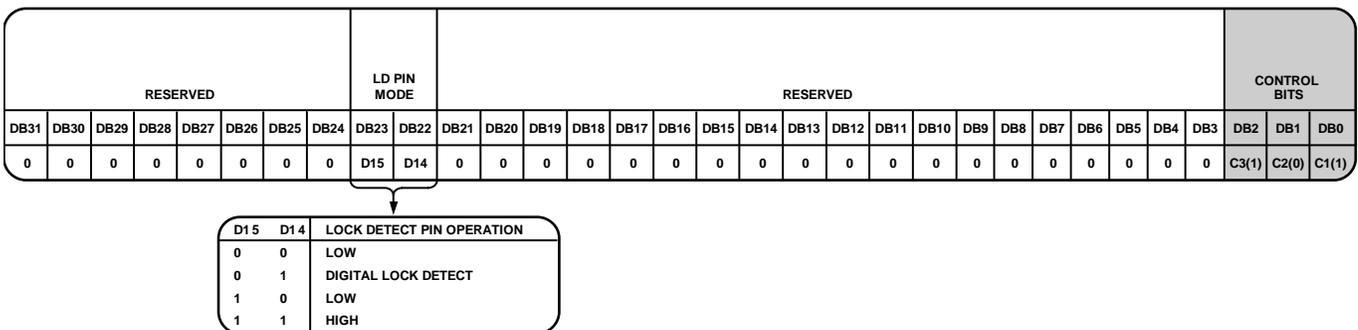 LD PIN
MODE
CONTROL
BITS
RESERVED
RESERVED
DB31 DB30 DB29 DB28 DB27 DB26 DB25 DB24 DB23 DB22 DB21 DB20 DB19 DB18 DB17 DB16 DB15 DB14 DB13 DB12 DB11 DB10 DB9 DB8 DB7 DB6 DB5 DB4 DB3 DB2 DB1 DB0
0 0 0 0 0 0 0 0 D15 D14 0 0 0 0 0 0 0 0 0 0 0 0 0 0 0 0 0 0 0 C3(1) C2(0) C1(1)
D15 D14 LOCK DETECT PIN OPERATION
0 0 LOW
0 1 DIGITAL LOCK DETECT
1 0 LOW
1 1 HIGH